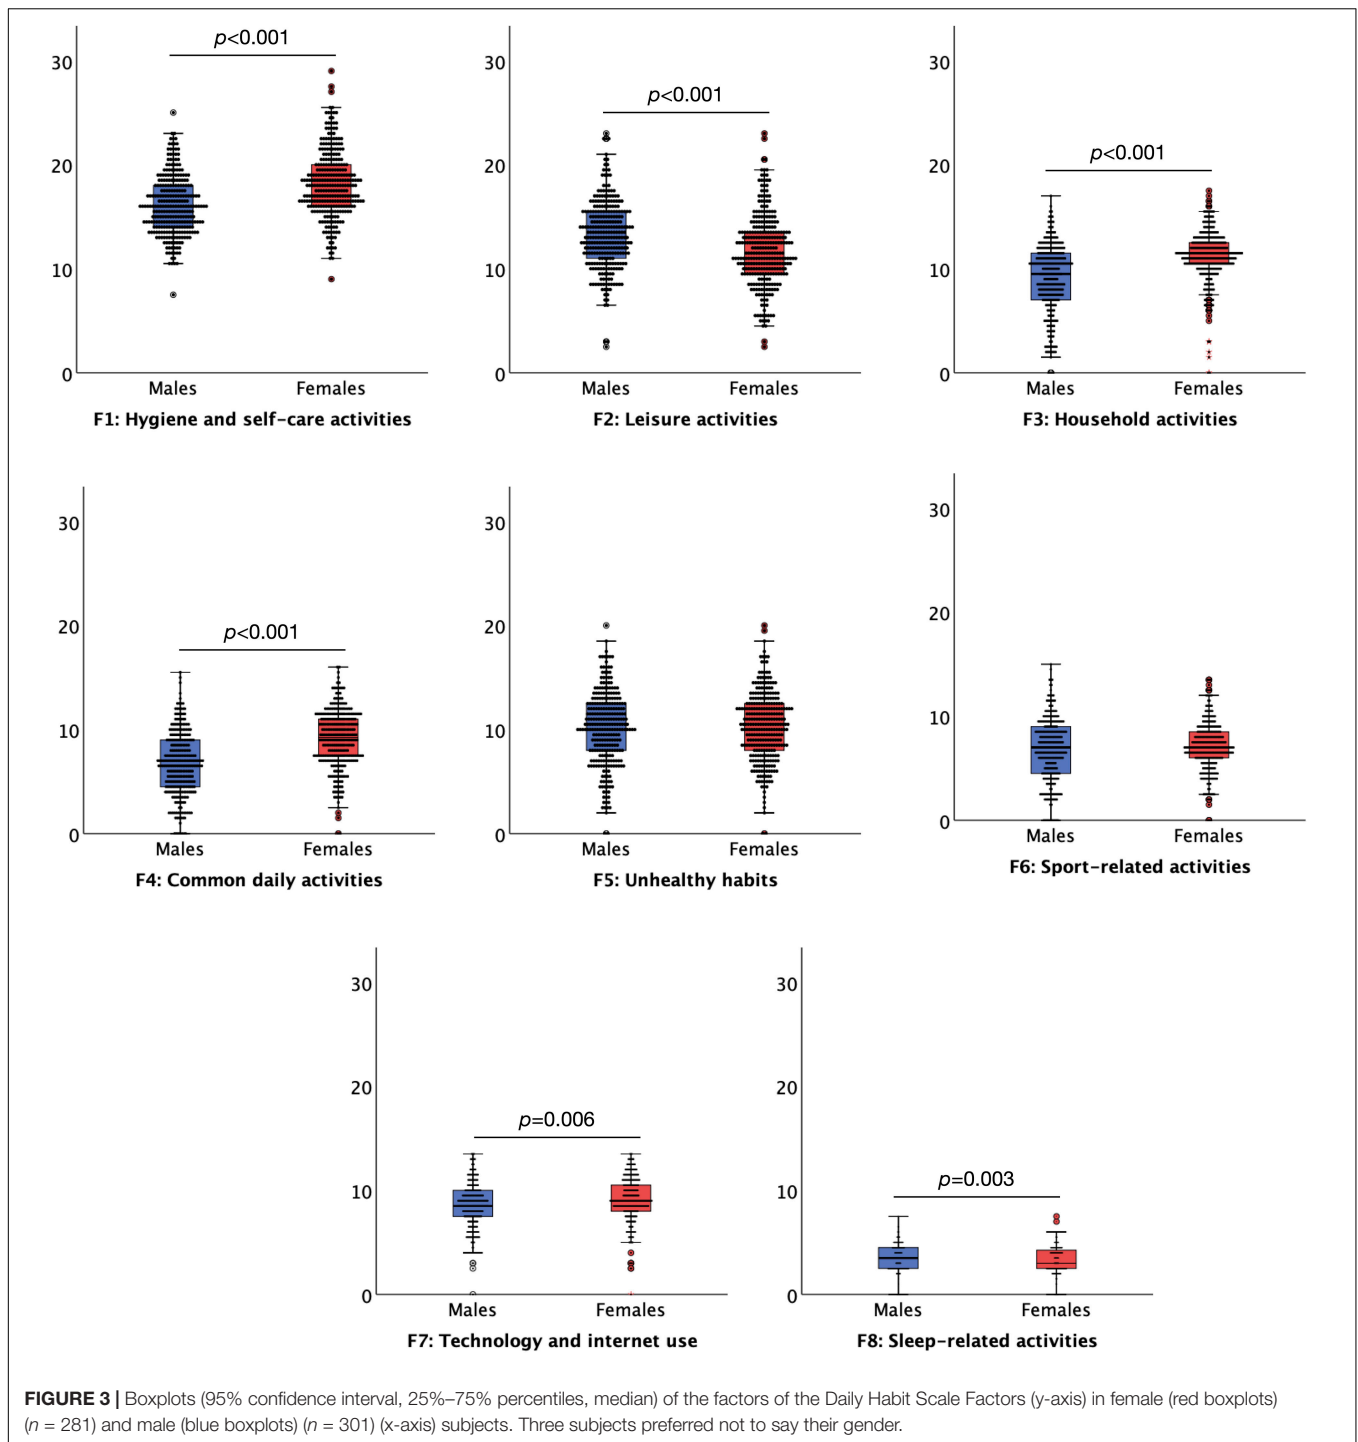 p<0.001
30
20
10
0
Males Females
F1: Hygiene and self-care activities
p<0.001
30
20
10
0
Males Females
F2: Leisure activities
p<0.001
30
20
10
0
Males Females
F3: Household activities
p<0.001
30
20
10
0
Males Females
F4: Common daily activities
30
20
10
0
Males Females
F5: Unhealthy habits
30
20
10
0
Males Females
F6: Sport-related activities
p=0.006
30
20
10
0
Males Females
F7: Technology and internet use
p=0.003
30
20
10
0
Males Females
F8: Sleep-related activities
FIGURE 3 | Boxplots (95% confidence interval, 25%–75% percentiles, median) of the factors of the Daily Habit Scale Factors (y-axis) in female (red boxplots)
(n = 281) and male (blue boxplots) (n = 301) (x-axis) subjects. Three subjects preferred not to say their gender.